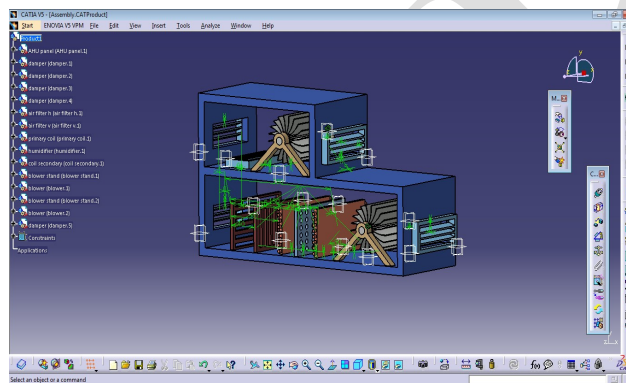 CATIA V5 - [Assembly.CATProduct]
Start ENOVIA V5 VPM File Edit View Insert Tools Analyze Window Help
Product1
AHU panel (AHU panel.1)
damper (damper.1)
damper (damper.2)
damper (damper.3)
damper (damper.4)
air filter h (air filter h.1)
air filter v (air filter v.1)
primary coil (primary coil.1)
humidifier (humidifier.1)
coil secondary (coil secondary.1)
blower stand (blower stand.1)
blower (blower.1)
blower stand (blower stand.2)
blower (blower.2)
damper (damper.5)
Constraints
Applications
M...
C...
f(x)
Select an object or a command